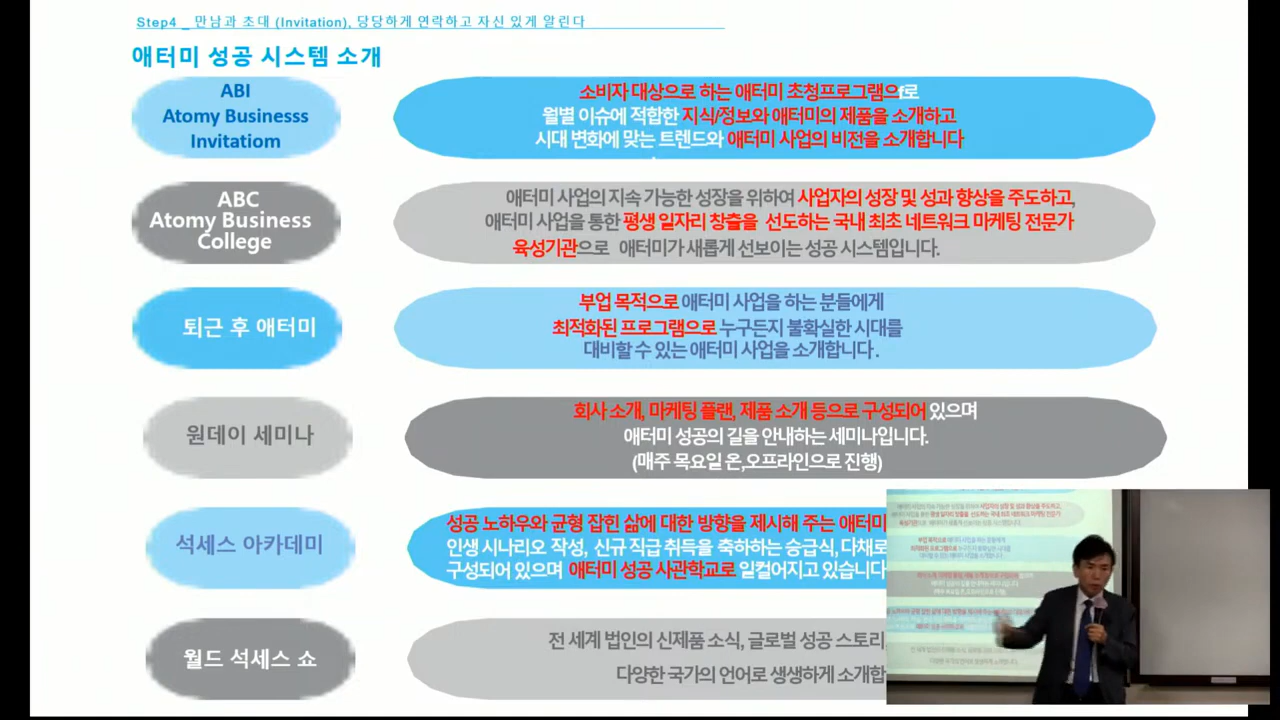 Step4 _ 만남과 초대 (Invitation), 당당하게 연락하고 자신 있게 알린다
애터미 성공 시스템 소개
ABI
Atomy Businesss
Invitatiom
소비자 대상으로 하는 애터미 초청프로그램으로
월별 이슈에 적합한 지식/정보와 애터미의 제품을 소개하고
시대 변화에 맞는 트렌드와 애터미 사업의 비전을 소개합니다
ABC
Atomy Business
College
애터미 사업의 지속 가능한 성장을 위하여 사업자의 성장 및 성과 향상을 주도하고,
애터미 사업을 통한 평생 일자리 창출을 선도하는 국내 최초 네트워크 마케팅 전문가
육성기관으로 애터미가 새롭게 선보이는 성공 시스템입니다.
퇴근 후 애터미
부업 목적으로 애터미 사업을 하는 분들에게
최적화된 프로그램으로 누구든지 불확실한 시대를
대비할 수 있는 애터미 사업을 소개합니다.
원데이 세미나
회사 소개, 마케팅 플랜, 제품 소개 등으로 구성되어 있으며
애터미 성공의 길을 안내하는 세미나입니다.
(매주 목요일 온,오프라인으로 진행)
석세스 아카데미
성공 노하우와 균형 잡힌 삶에 대한 방향을 제시해 주는 애터미
인생 시나리오 작성, 신규 직급 취득을 축하하는 승급식, 다채로
구성되어 있으며 애터미 성공 사관학교로 일컬어지고 있습니다
월드 석세스 쇼
전 세계 법인의 신제품 소식, 글로벌 성공 스토리
다양한 국가의 언어로 생생하게 소개합